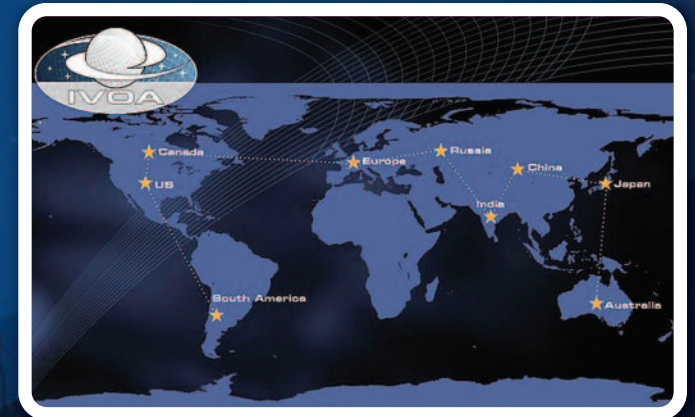 IVOA
Canada
Europe
Russia
China
US
Japan
India
South America
Australia